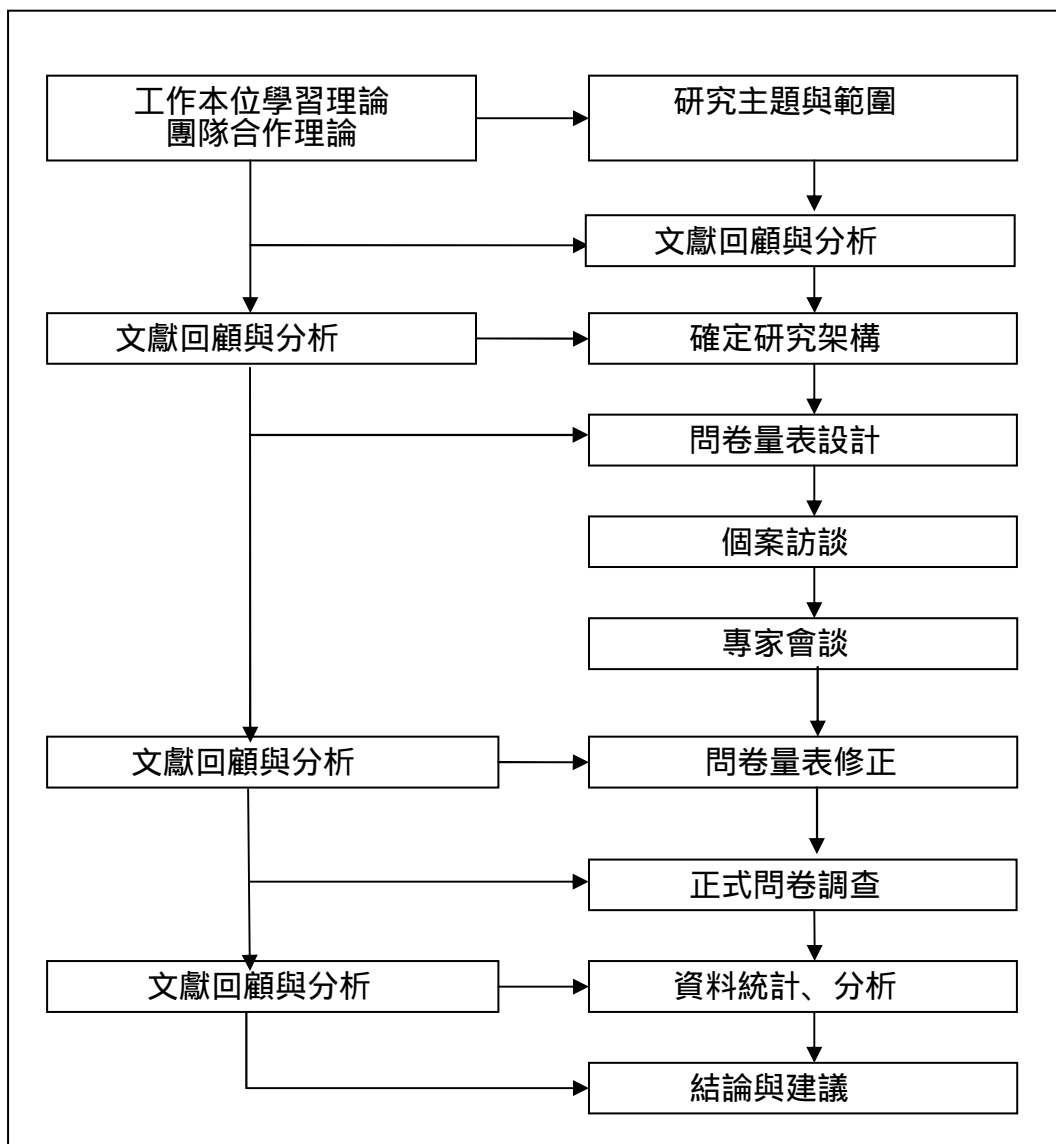 工作本位學習理論
團隊合作理論
研究主題與範圍
文獻回顧與分析
文獻回顧與分析
確定研究架構
問卷量表設計
個案訪談
專家會談
文獻回顧與分析
問卷量表修正
正式問卷調查
文獻回顧與分析
資料統計、分析
結論與建議